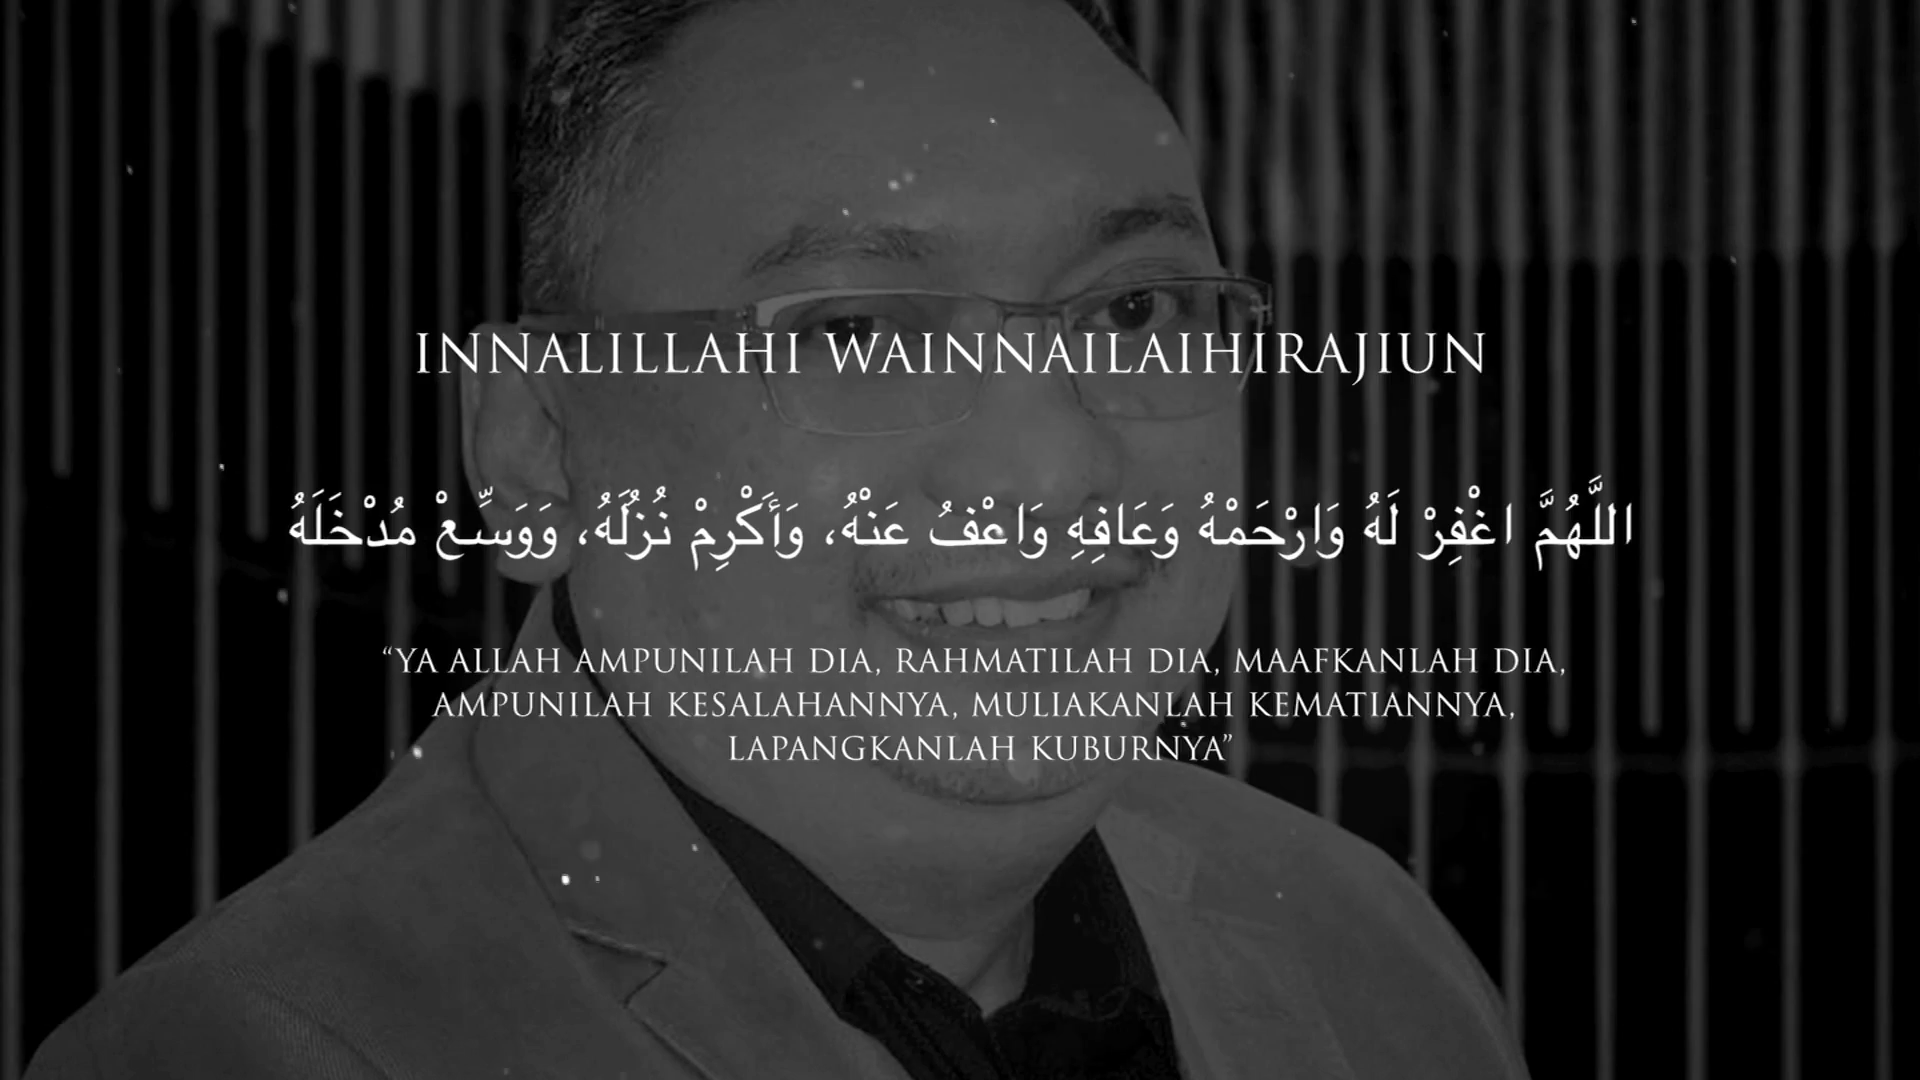 INNALILLAHI WAINNAILAIHIRAJIUN
اللَّهُمَّ اغْفِرْ لَهُ وَارْحَمْهُ وَعَافِهِ وَاعْفُ عَنْهُ، وَأَكْرِمْ نُزُلَهُ، وَوَسِّعْ مُدْخَلَهُ
“YA ALLAH AMPUNILAH DIA, RAHMATILAH DIA, MAAFKANLAH DIA,
AMPUNILAH KESALAHANNYA, MULIAKANLAH KEMATIANNYA,
LAPANGKANLAH KUBURNYA”